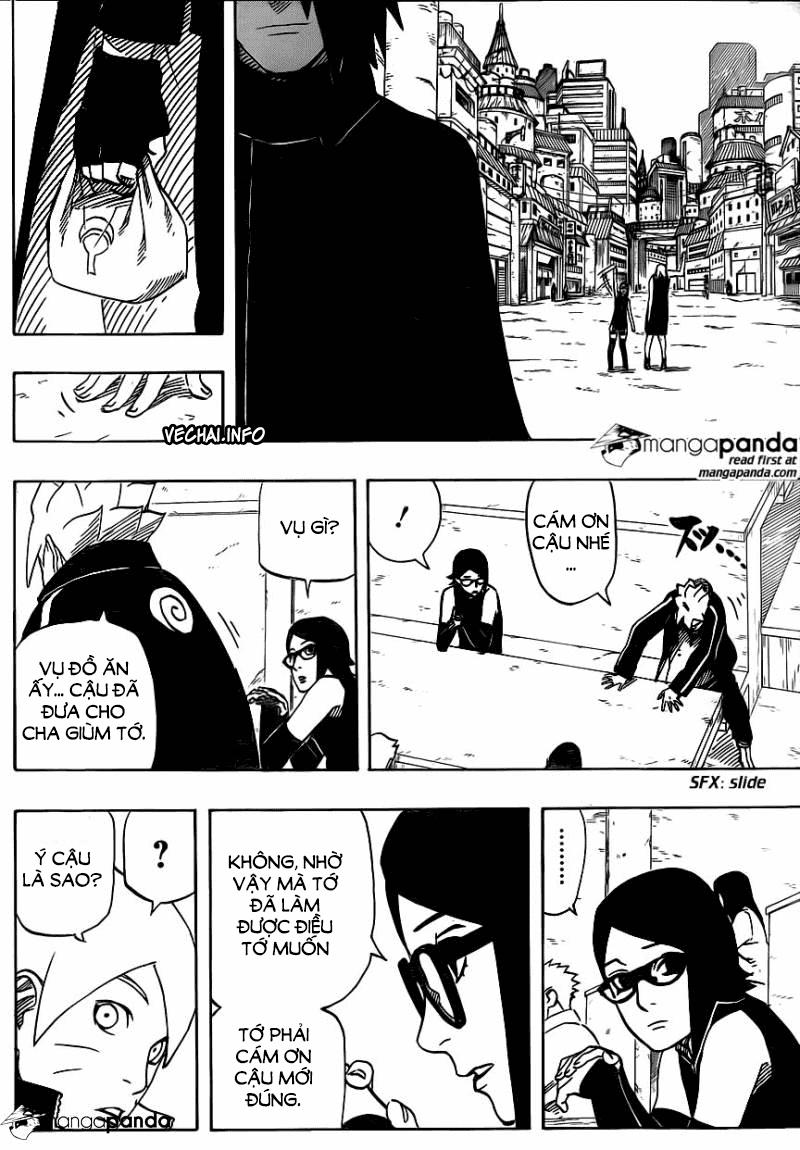 VECHAI.INFO
mangapanda
read first at
mangapanda.com
CÁM ƠN
CẬU NHÉ
...
!
SFX: slide
VỤ GÌ?
VỤ ĐỒ ĂN
ẤY... CẬU ĐÃ
ĐƯA CHO
CHA GIÙM TỚ.
.........
KHÔNG, NHỜ
VẬY MÀ TỚ
ĐÃ LÀM
ĐƯỢC ĐIỀU
TỚ MUỐN
TỚ PHẢI
CÁM ƠN
CẬU MỚI
ĐÚNG.
?
Ý CẬU
LÀ SAO?
mangapanda